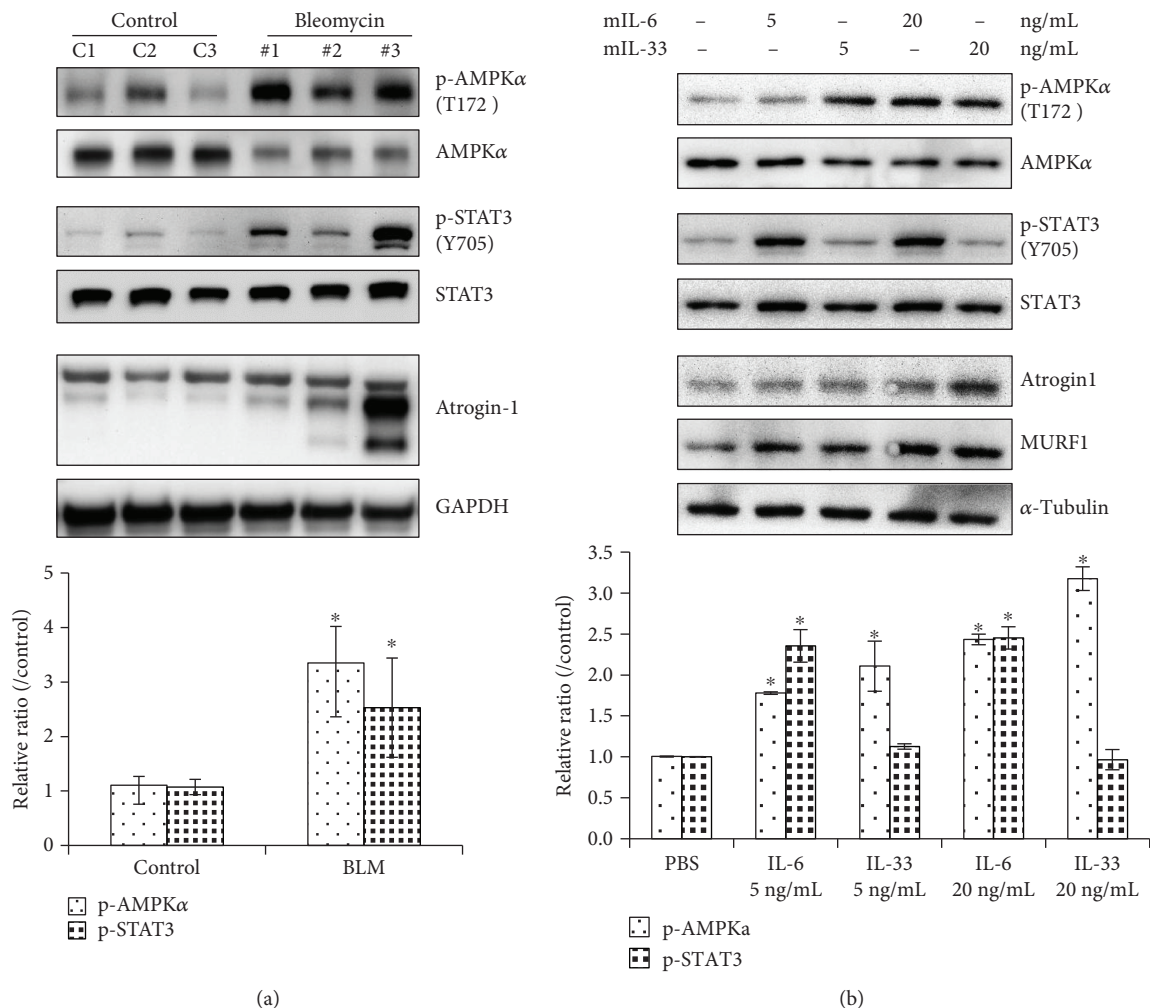 Control Bleomycin
C1 C2 C3 #1 #2 #3
p-AMPKα
(T172 )
AMPKα
p-STAT3
(Y705)
STAT3
Atrogin-1
GAPDH
Relative ratio (/control)
5
4
3
2
1
0
* *
Control BLM
p-AMPKα
p-STAT3
(a)
mIL-6 – 5 – 20 – ng/mL
mIL-33 – – 5 – 20 ng/mL
p-AMPKα
(T172 )
AMPKα
p-STAT3
(Y705)
STAT3
Atrogin1
MURF1
α-Tubulin
Relative ratio (/control)
3.5
3.0
2.5
2.0
1.5
1.0
0.5
0.0
* * * * * *
PBS IL-6 IL-33 IL-6 IL-33
5 ng/mL 5 ng/mL 20 ng/mL 20 ng/mL
p-AMPKa
p-STAT3
(b)